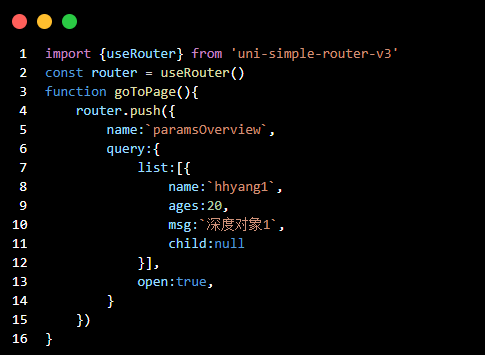 1 import {useRouter} from 'uni-simple-router-v3'
2 const router = useRouter()
3 function goToPage(){
4     router.push({
5         name:`paramsOverview`,
6         query:{
7             list:[{
8                 name:`hhyang1`,
9                 ages:20,
10                 msg:`深度对象1`,
11                 child:null
12             }],
13             open:true,
14         }
15     })
16 }